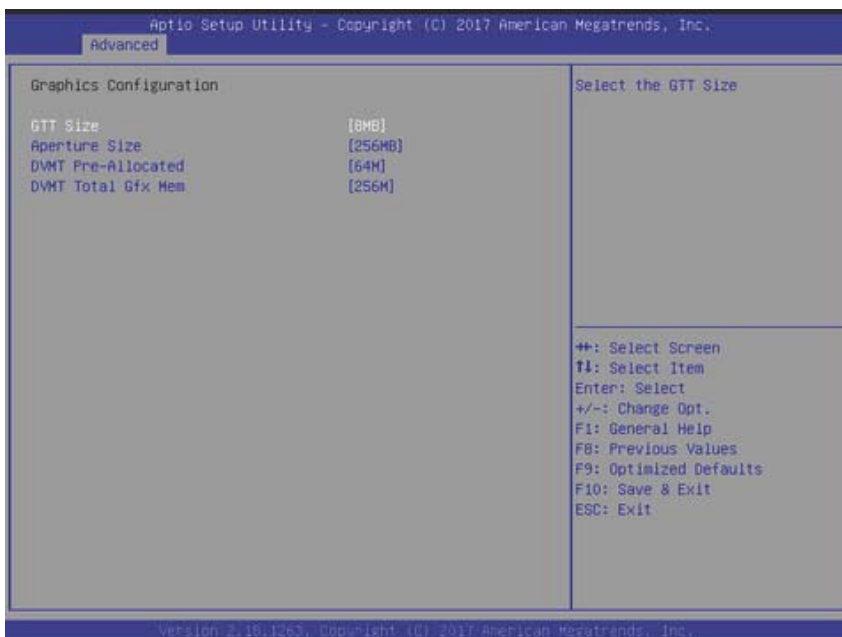 Aptio Setup Utility – Copyright (C) 2017 American Megatrends, Inc.
Advanced
Graphics Configuration
GTT Size [8MB]
Aperture Size [256MB]
DVMT Pre-Allocated [64M]
DVMT Total Gfx Mem [256M]
Select the GTT Size
→←: Select Screen
↑↓: Select Item
Enter: Select
+/-: Change Opt.
F1: General Help
F8: Previous Values
F9: Optimized Defaults
F10: Save & Exit
ESC: Exit
Version 2.18.1263. Copyright (C) 2017 American Megatrends, Inc.